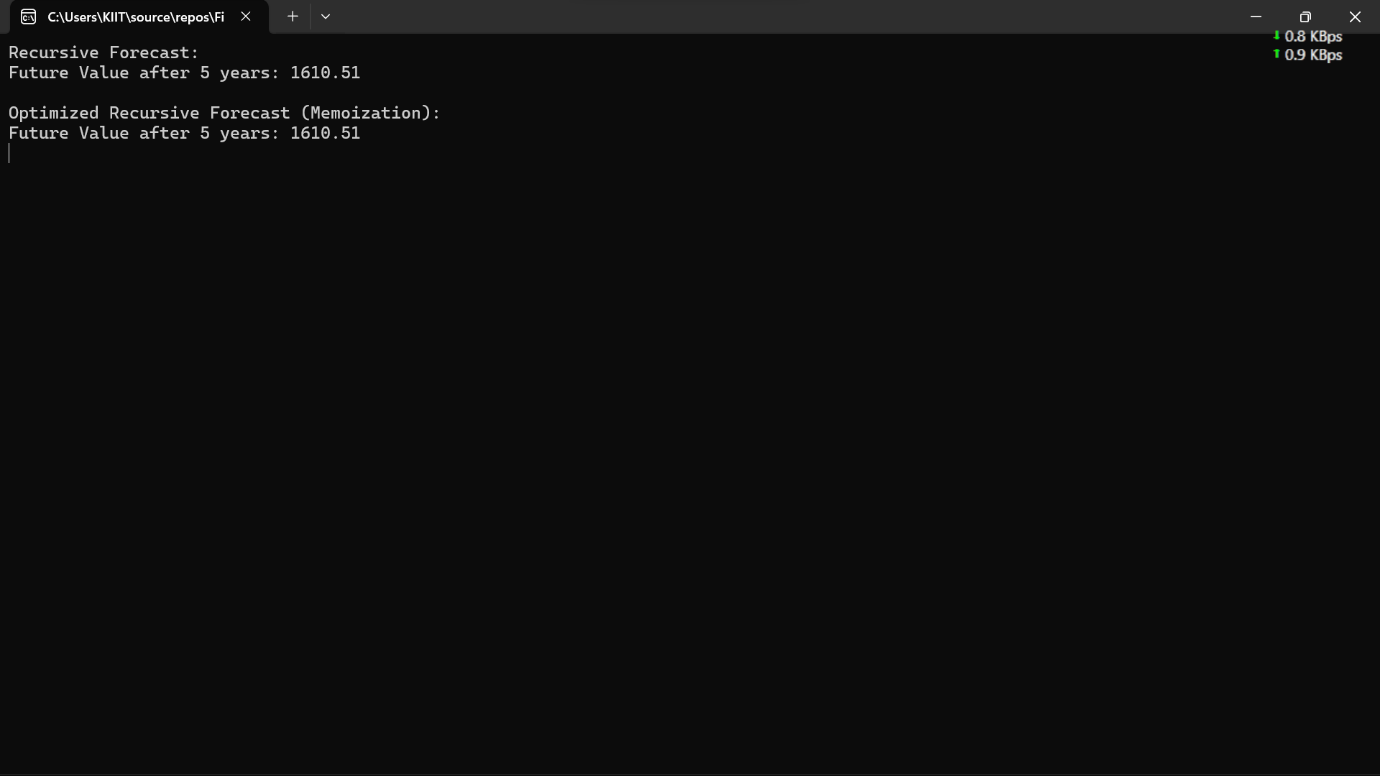 C:\Users\KIIT\source\repos\Fi
0.8 KBps
0.9 KBps
Recursive Forecast:
Future Value after 5 years: 1610.51
Optimized Recursive Forecast (Memoization):
Future Value after 5 years: 1610.51